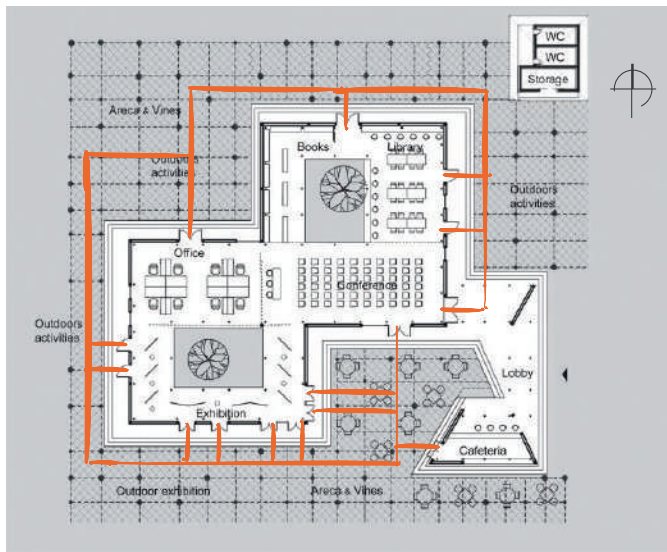 WC
WC
Storage
Areca & Vines
Books
Library
Outdoors
activities
Outdoors
activities
Office
Conference
Outdoors
activities
Lobby
Exhibition
Cafeteria
Outdoor exhibition
Areca & Vines